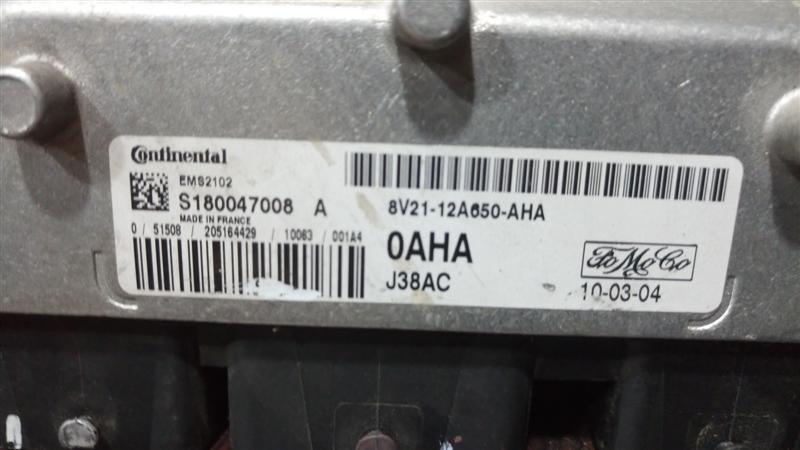 Continental
EMS2102
S180047008 A
MADE IN FRANCE
0 / 51508 / 205164429 / 10063 / 001A4
8V21-12A650-AHA
0AHA
J38AC
FoMoCo
10-03-04